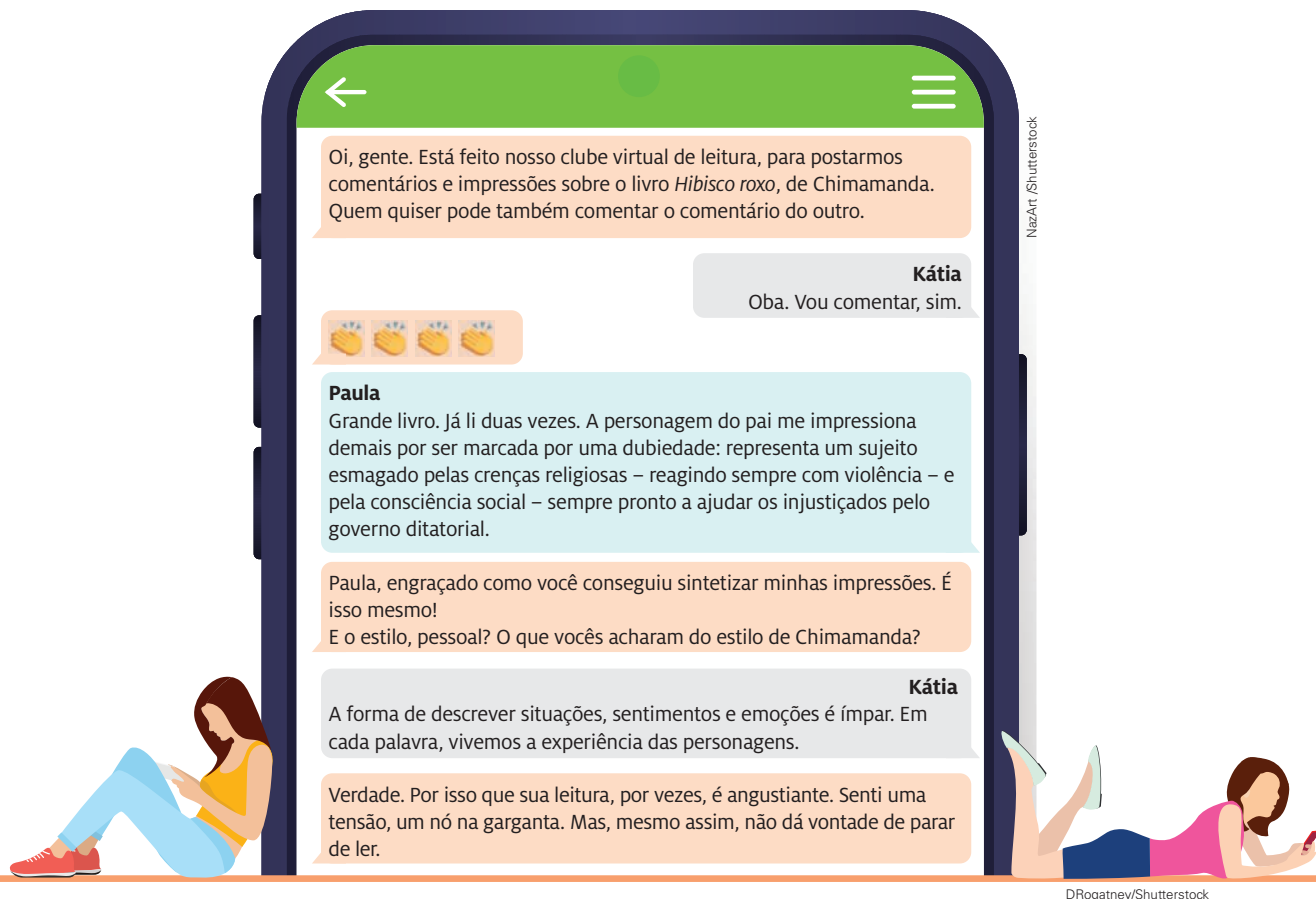 Oi, gente. Está feito nosso clube virtual de leitura, para postarmos
comentários e impressões sobre o livro Hibisco roxo, de Chimamanda.
Quem quiser pode também comentar o comentário do outro.
Kátia
Oba. Vou comentar, sim.
Paula
Grande livro. Já li duas vezes. A personagem do pai me impressiona
demais por ser marcada por uma dubiedade: representa um sujeito
esmagado pelas crenças religiosas – reagindo sempre com violência – e
pela consciência social – sempre pronto a ajudar os injustiçados pelo
governo ditatorial.
Paula, engraçado como você conseguiu sintetizar minhas impressões. É
isso mesmo!
E o estilo, pessoal? O que vocês acharam do estilo de Chimamanda?
Kátia
A forma de descrever situações, sentimentos e emoções é ímpar. Em
cada palavra, vivemos a experiência das personagens.
Verdade. Por isso que sua leitura, por vezes, é angustiante. Senti uma
tensão, um nó na garganta. Mas, mesmo assim, não dá vontade de parar
de ler.
NazArt /Shutterstock
DRogatnev/Shutterstock